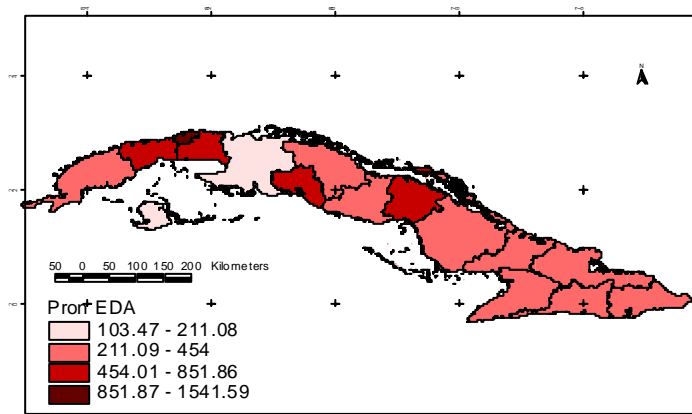 N
50 0 50 100 150 200 Kilometers
Pron EDA
103.47 - 211.08
211.09 - 454
454.01 - 851.86
851.87 - 1541.59